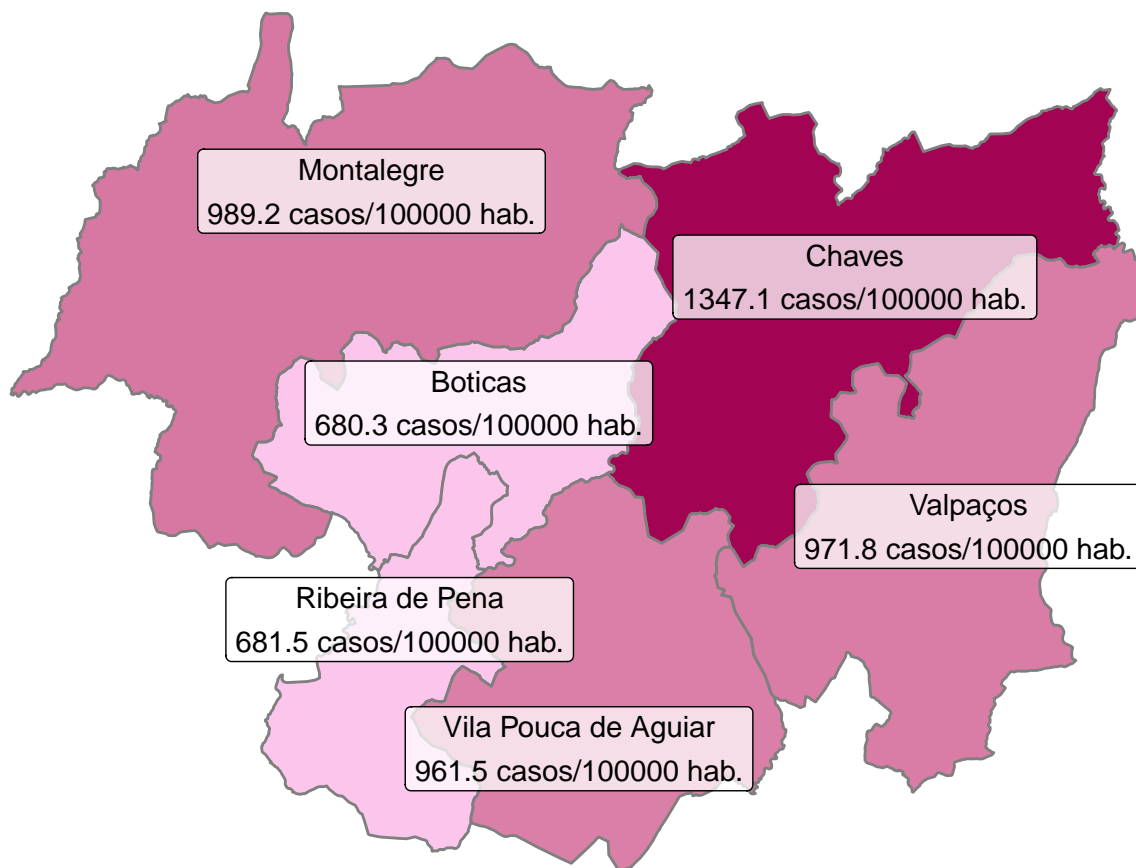 Montalegre
989.2 casos/100000 hab.
Chaves
1347.1 casos/100000 hab.
Boticas
680.3 casos/100000 hab.
Valpaços
971.8 casos/100000 hab.
Ribeira de Pena
681.5 casos/100000 hab.
Vila Pouca de Aguiar
961.5 casos/100000 hab.